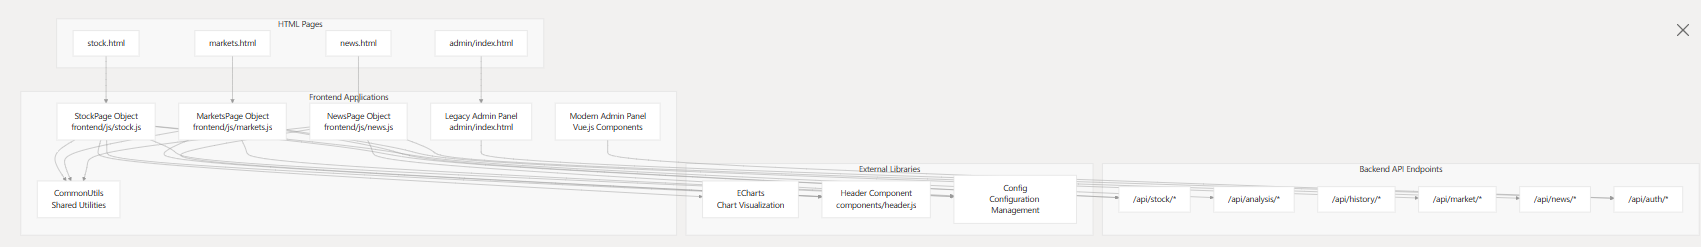 HTML Pages
stock.html
markets.html
news.html
admin/index.html
Frontend Applications
StockPage Object
frontend/js/stock.js
MarketsPage Object
frontend/js/markets.js
NewsPage Object
frontend/js/news.js
Legacy Admin Panel
admin/index.html
Modern Admin Panel
Vue.js Components
CommonUtils
Shared Utilities
External Libraries
ECharts
Chart Visualization
Header Component
components/header.js
Config
Configuration
Management
Backend API Endpoints
/api/stock/*
/api/analysis/*
/api/history/*
/api/market/*
/api/news/*
/api/auth/*